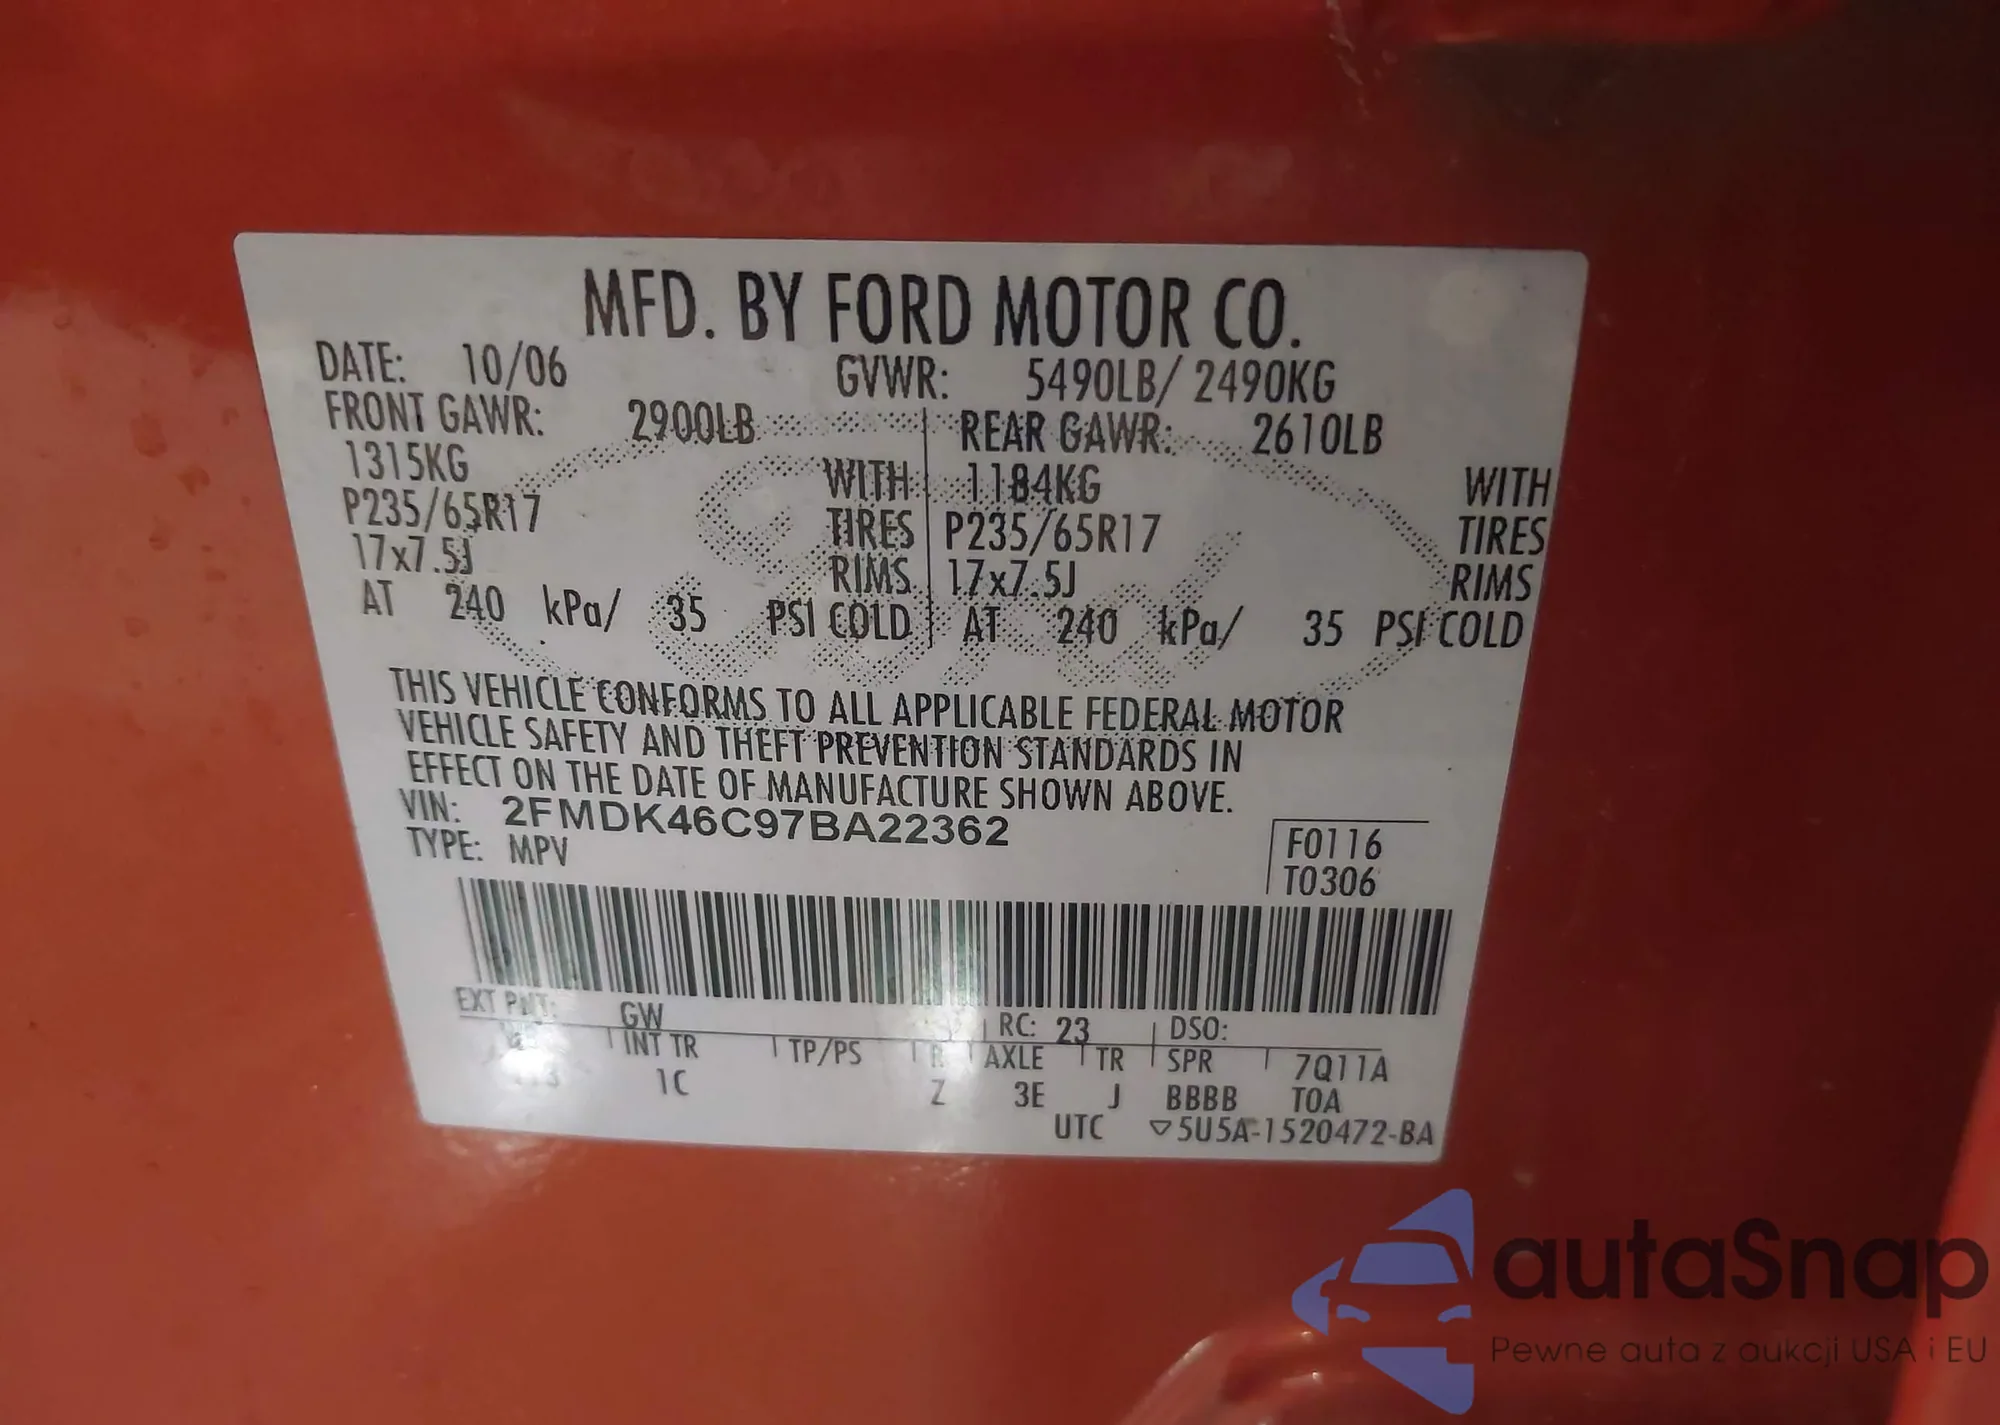 MFD. BY FORD MOTOR CO.
DATE: 10/06 GVWR: 5490LB/ 2490KG
FRONT GAWR: 2900LB REAR GAWR: 2610LB
1315KG WITH 1184KG WITH
P235/65R17 TIRES P235/65R17 TIRES
17x7.5J RIMS 17x7.5J RIMS
AT 240 kPa/ 35 PSI COLD AT 240 kPa/ 35 PSI COLD
THIS VEHICLE CONFORMS TO ALL APPLICABLE FEDERAL MOTOR
VEHICLE SAFETY AND THEFT PREVENTION STANDARDS IN
EFFECT ON THE DATE OF MANUFACTURE SHOWN ABOVE.
VIN: 2FMDK46C97BA22362
TYPE: MPV
F0116
T0306
EXT PNT: GW RC: 23 DSO:
INT TR TP/PS R AXLE TR SPR 7Q11A
1C Z 3E J BBBB TOA
UTC ▽5U5A-1520472-BA
autaSnap
Pewne auta z aukcji USA i EU